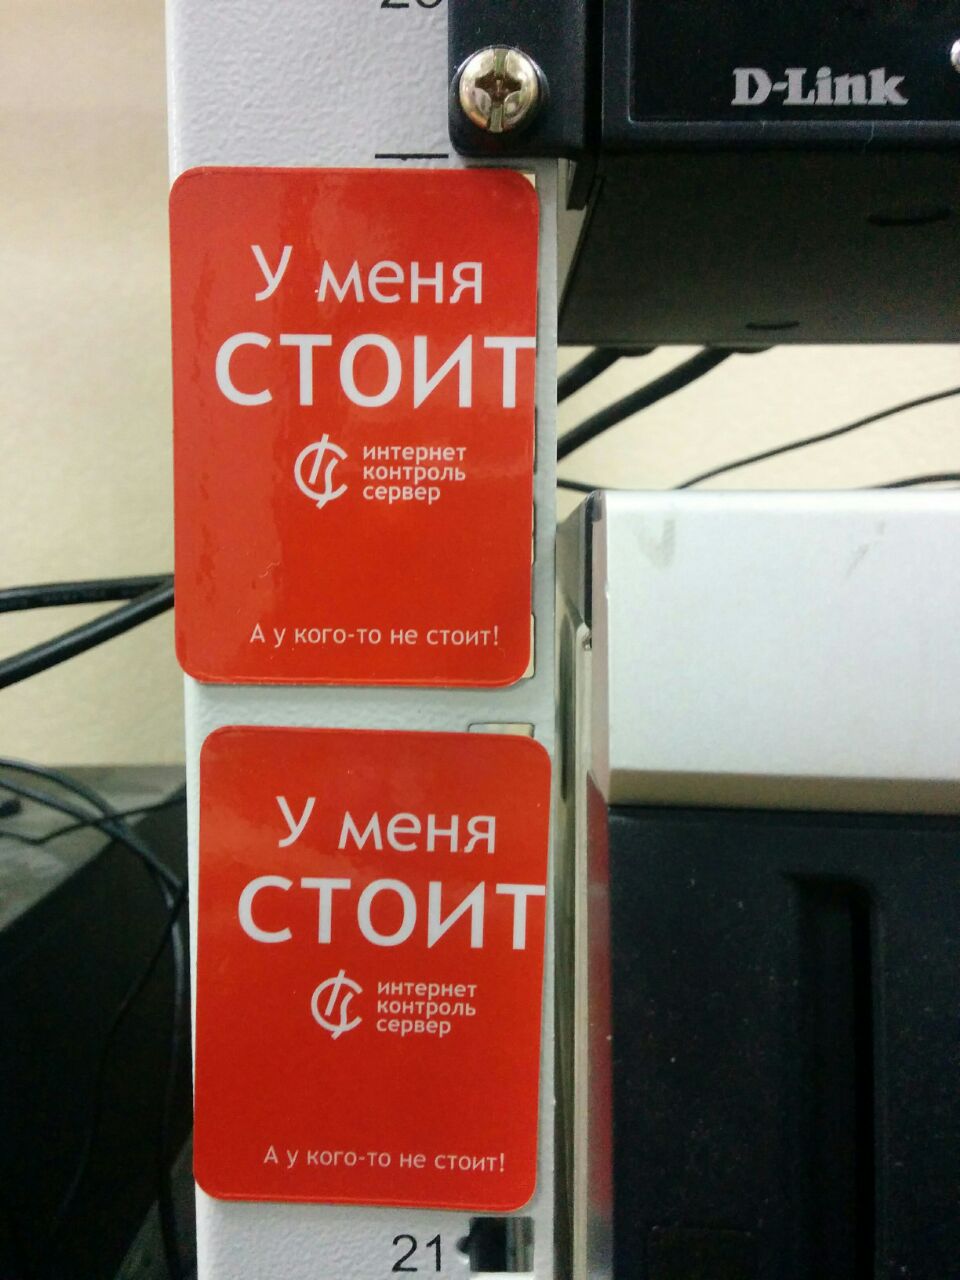 D-Link
У меня
СТОИТ
интернет
контроль
сервер
А у кого-то не стоит!
У меня
СТОИТ
интернет
контроль
сервер
А у кого-то не стоит!
21